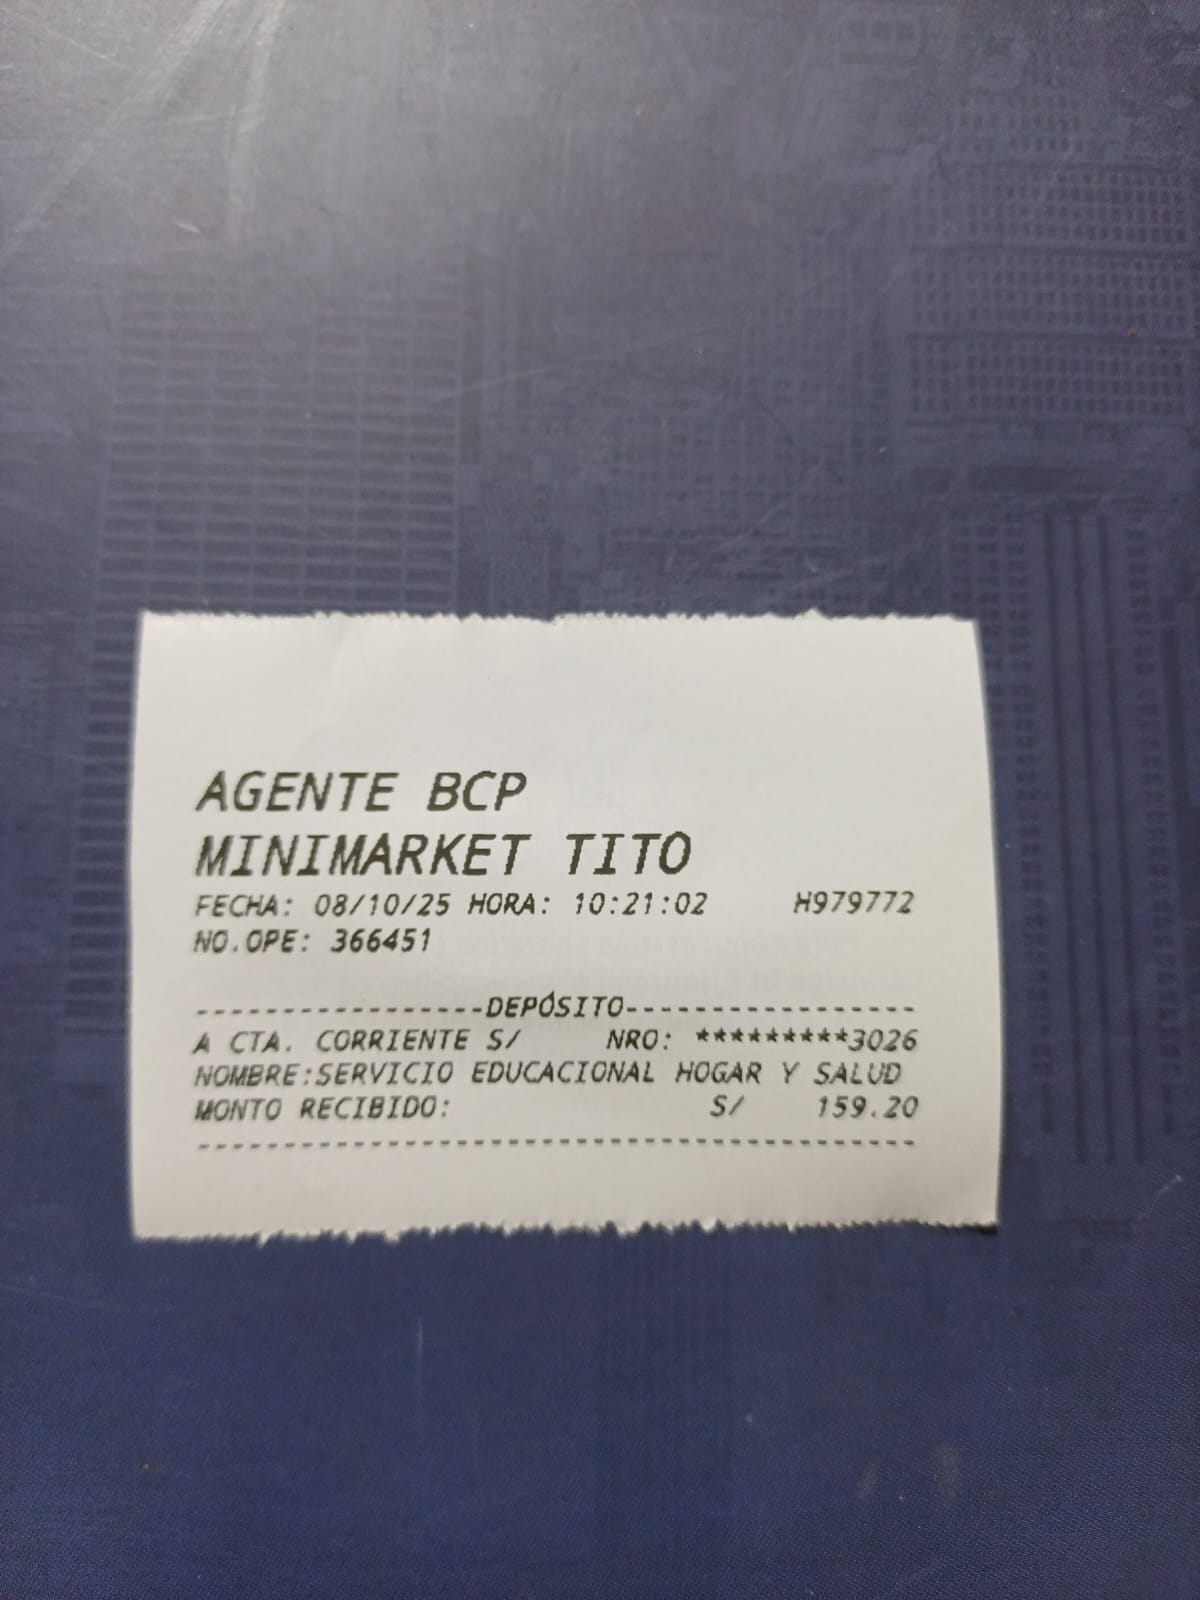 AGENTE BCP
MINIMARKET TITO
FECHA: 08/10/25 HORA: 10:21:02 H979772
NO.OPE: 366451
-----------------DEPÓSITO-----------------
A CTA. CORRIENTE S/ NRO: *********3026
NOMBRE:SERVICIO EDUCACIONAL HOGAR Y SALUD
MONTO RECIBIDO: S/ 159.20
------------------------------------------